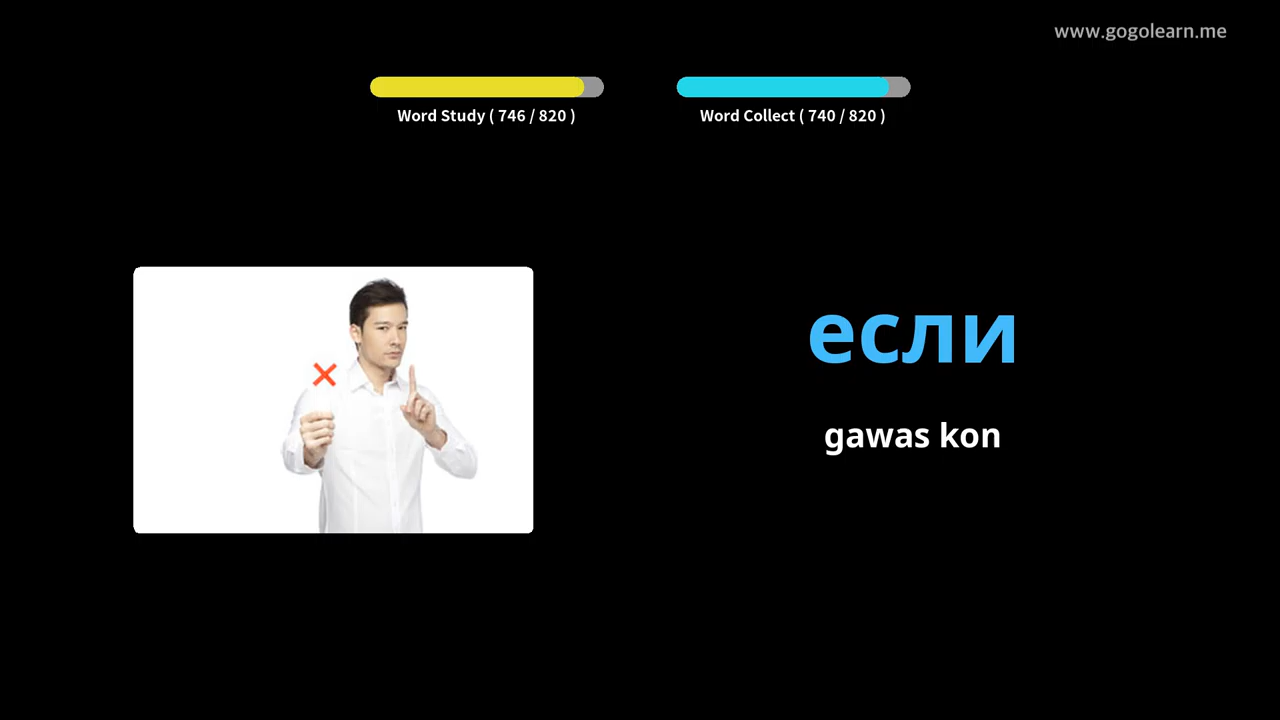 www.gogolearn.me
Word Study ( 746 / 820 )
Word Collect ( 740 / 820 )
если
gawas kon